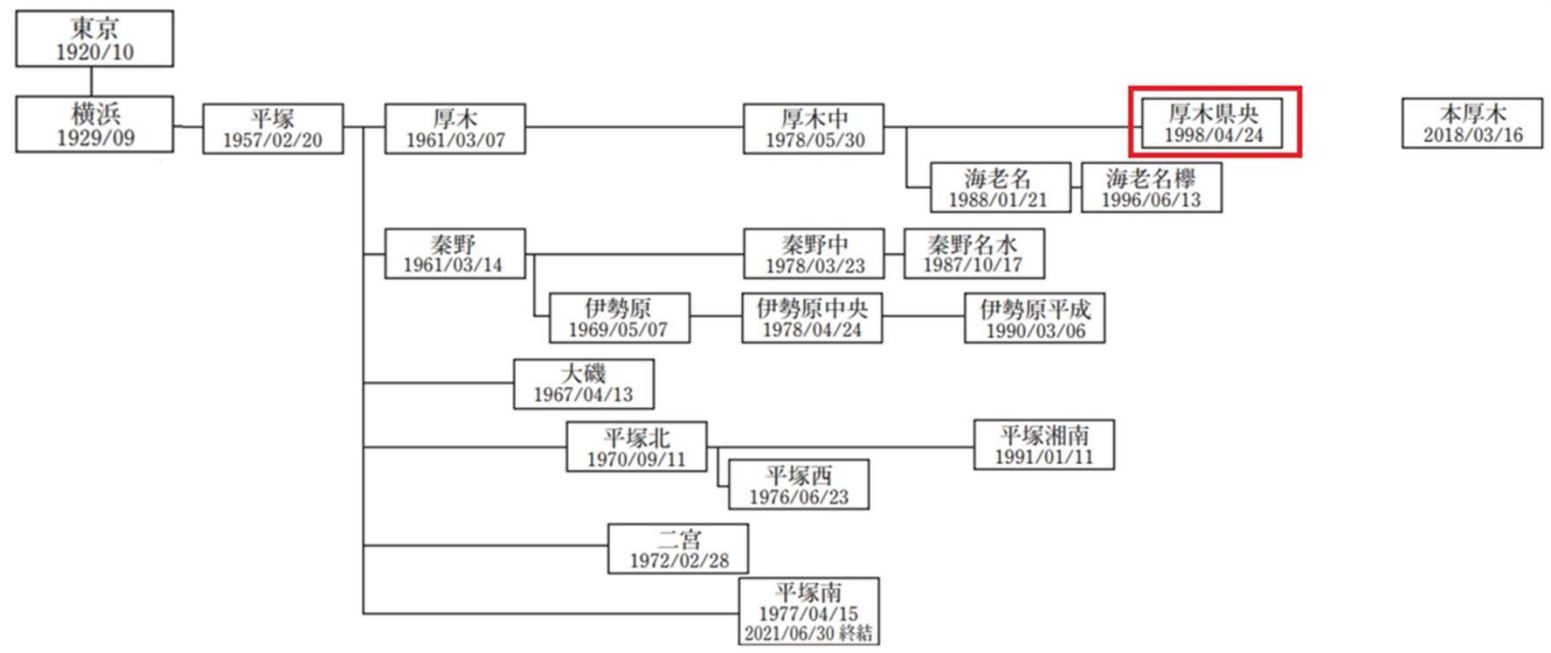 東京
1920/10
横浜
1929/09
平塚
1957/02/20
厚木
1961/03/07
厚木中
1978/05/30
厚木県央
1998/04/24
本厚木
2018/03/16
海老名
1988/01/21
海老名欅
1996/06/13
秦野
1961/03/14
秦野中
1978/03/23
秦野名水
1987/10/17
伊勢原
1969/05/07
伊勢原中央
1978/04/24
伊勢原平成
1990/03/06
大磯
1967/04/13
平塚北
1970/09/11
平塚湘南
1991/01/11
平塚西
1976/06/23
二宮
1972/02/28
平塚南
1977/04/15
2021/06/30 終結